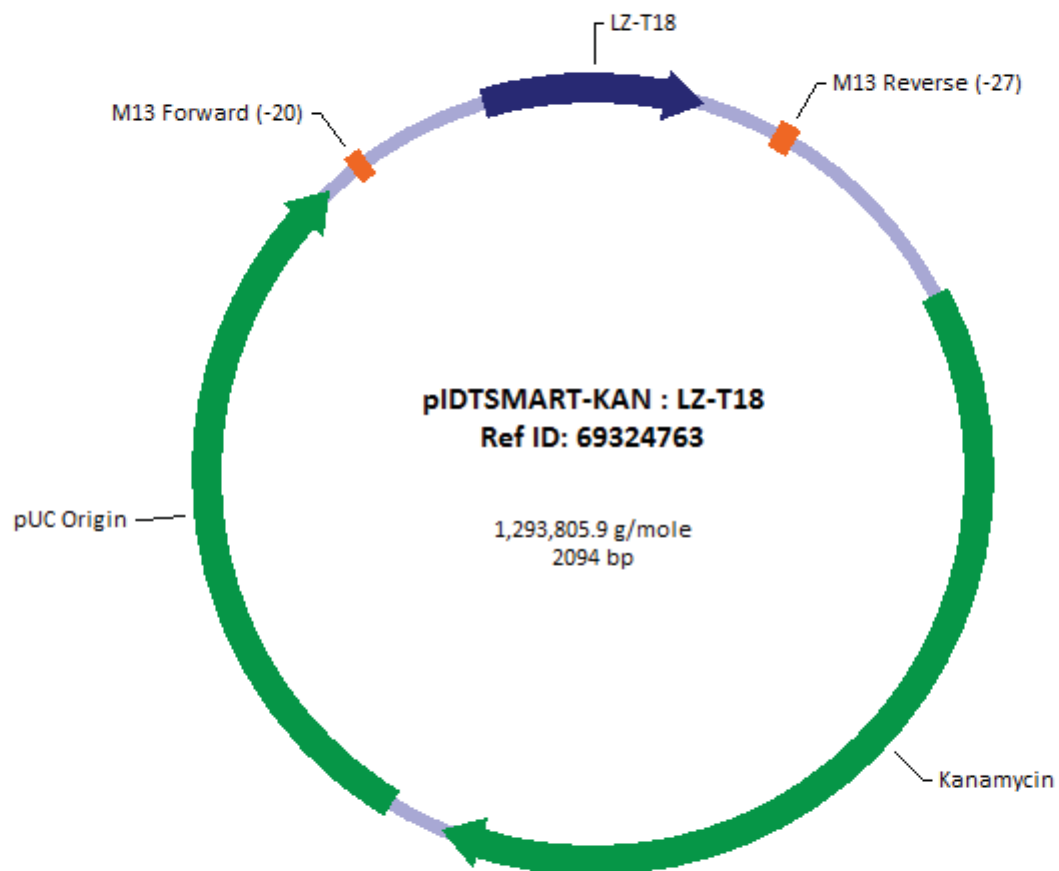 LZ-T18
M13 Forward (-20)
M13 Reverse (-27)
pIDTSMART-KAN : LZ-T18
Ref ID: 69324763
pUC Origin
1,293,805.9 g/mole
2094 bp
Kanamycin